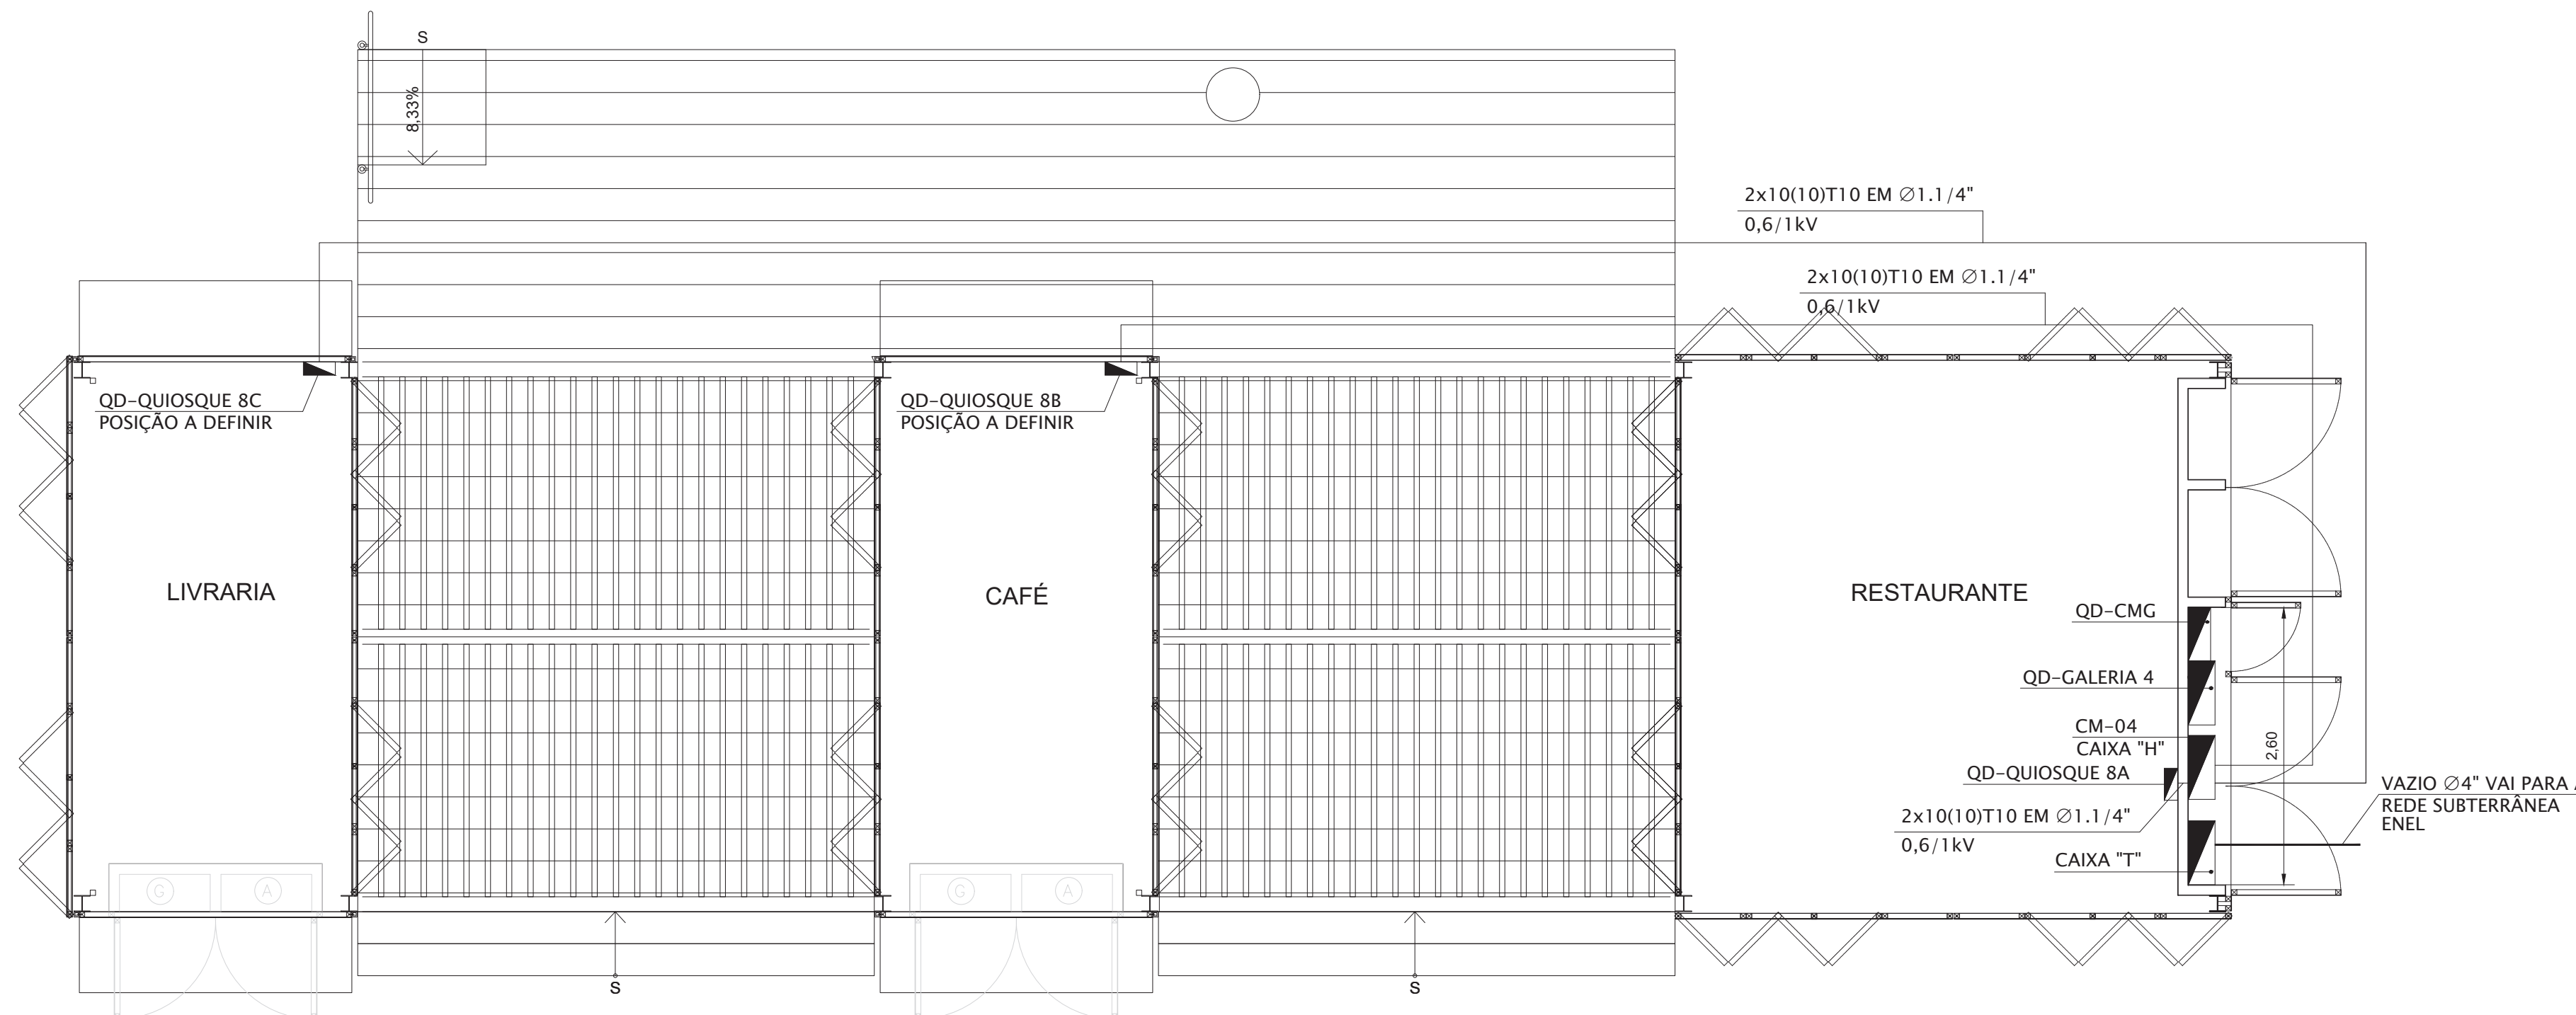 S
8,33%
2x10(10)T10 EM ∅1.1/4"
0,6/1kV
2x10(10)T10 EM ∅1.1/4"
0,6/1kV
QD-QUIOSQUE 8C
POSIÇÃO A DEFINIR
QD-QUIOSQUE 8B
POSIÇÃO A DEFINIR
LIVRARIA
CAFÉ
RESTAURANTE
QD-CMG
QD-GALERIA 4
CM-04
CAIXA "H"
2,60
QD-QUIOSQUE 8A
VAZIO ∅4" VAI PARA
REDE SUBTERRÂNEA
ENEL
2x10(10)T10 EM ∅1.1/4"
0,6/1kV
CAIXA "T"
G
A
G
A
S
S